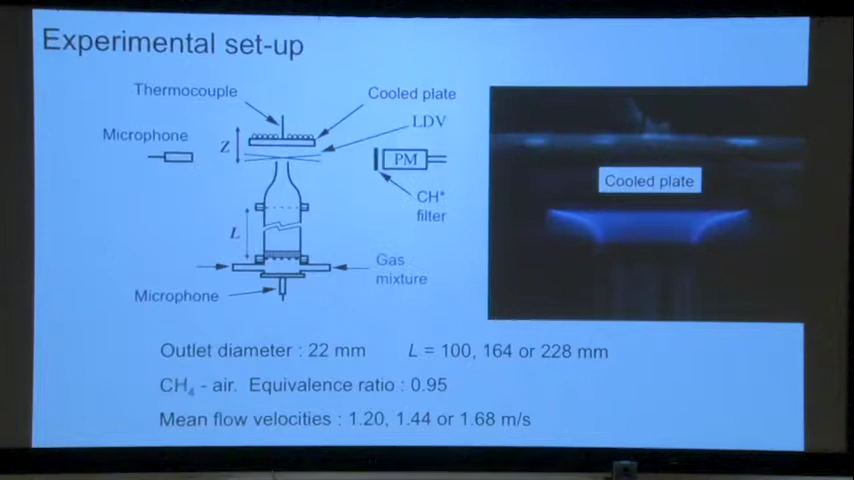 Experimental set-up
Thermocouple
Cooled plate
LDV
Microphone
Z
PM
Cooled plate
CH*
filter
L
Gas
mixture
Microphone
Outlet diameter : 22 mm L = 100, 164 or 228 mm
CH₄ - air. Equivalence ratio : 0.95
Mean flow velocities : 1.20, 1.44 or 1.68 m/s